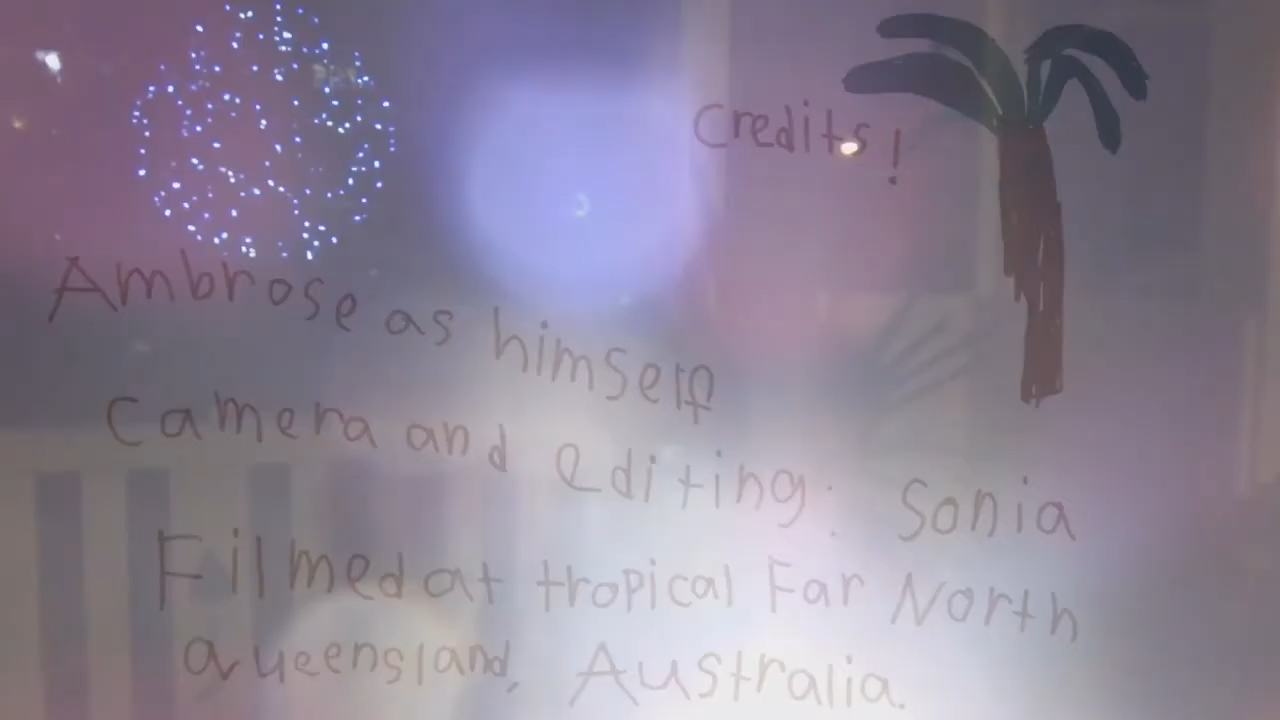 Credits!
Ambrose as himself
Camera and editing: Sonia
Filmed at tropical Far North
Queensland, Australia.